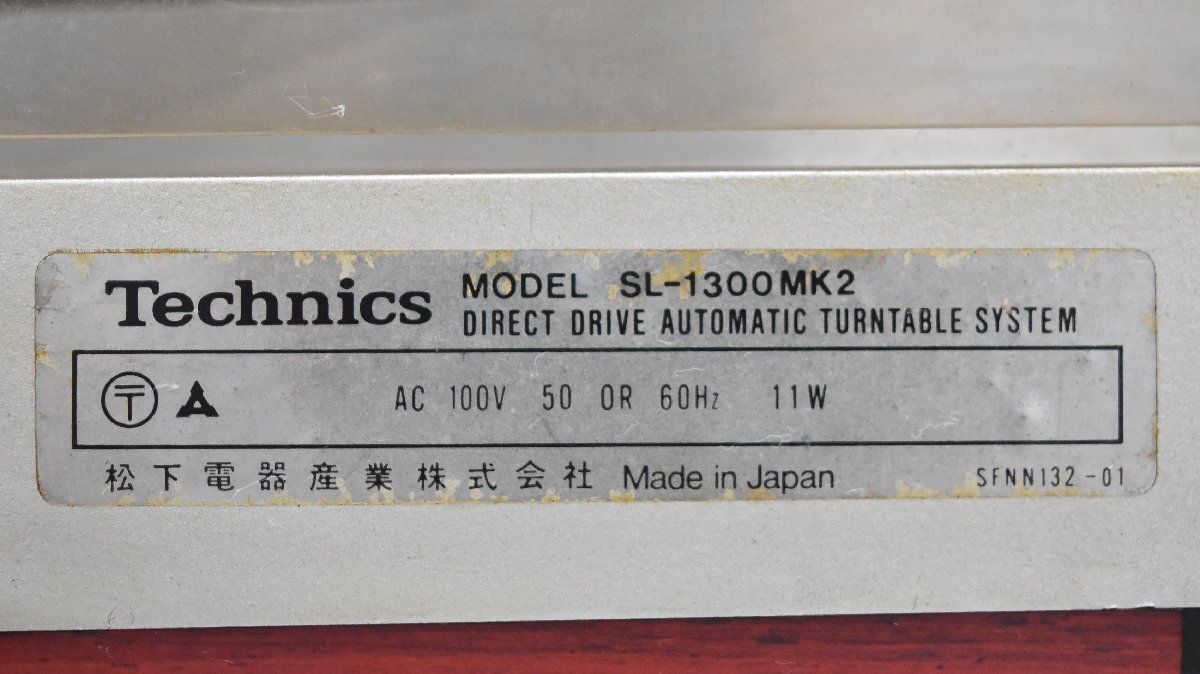 Technics MODEL SL-1300MK2
DIRECT DRIVE AUTOMATIC TURNTABLE SYSTEM
〒 AC 100V 50 OR 60Hz 11W
松下電器産業株式会社 Made in Japan SFNN132-01